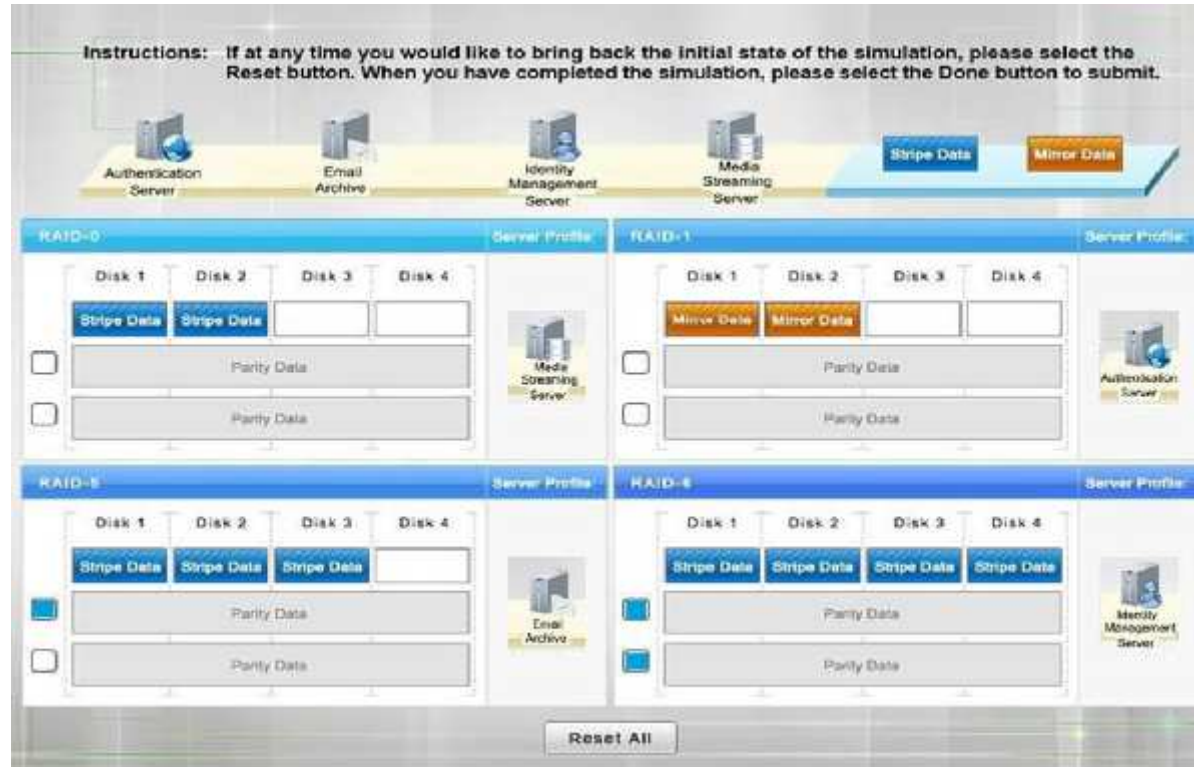 Instructions: If at any time you would like to bring back the initial state of the simulation, please select the
Reset button. When you have completed the simulation, please select the Done button to submit.
Authentication
Server
Email
Archive
Identity
Management
Server
Media
Streaming
Server
Stripe Data
Mirror Data
RAID-0 Server Profile:
Disk 1 Disk 2 Disk 3 Disk 4
Stripe Data Stripe Data
Parity Data
Parity Data
Media
Streaming
Server
RAID-1 Server Profile:
Disk 1 Disk 2 Disk 3 Disk 4
Mirror Data Mirror Data
Parity Data
Parity Data
Authentication
Server
RAID-5 Server Profile:
Disk 1 Disk 2 Disk 3 Disk 4
Stripe Data Stripe Data Stripe Data
Parity Data
Parity Data
Email
Archive
RAID-6 Server Profile:
Disk 1 Disk 2 Disk 3 Disk 4
Stripe Data Stripe Data Stripe Data Stripe Data
Parity Data
Parity Data
Identity
Management
Server
Reset All